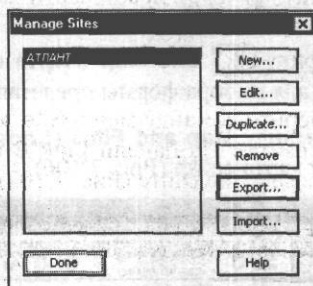 Manage Sites
АТЛАНТ
New...
Edit...
Duplicate...
Remove
Export...
Import...
Done
Help